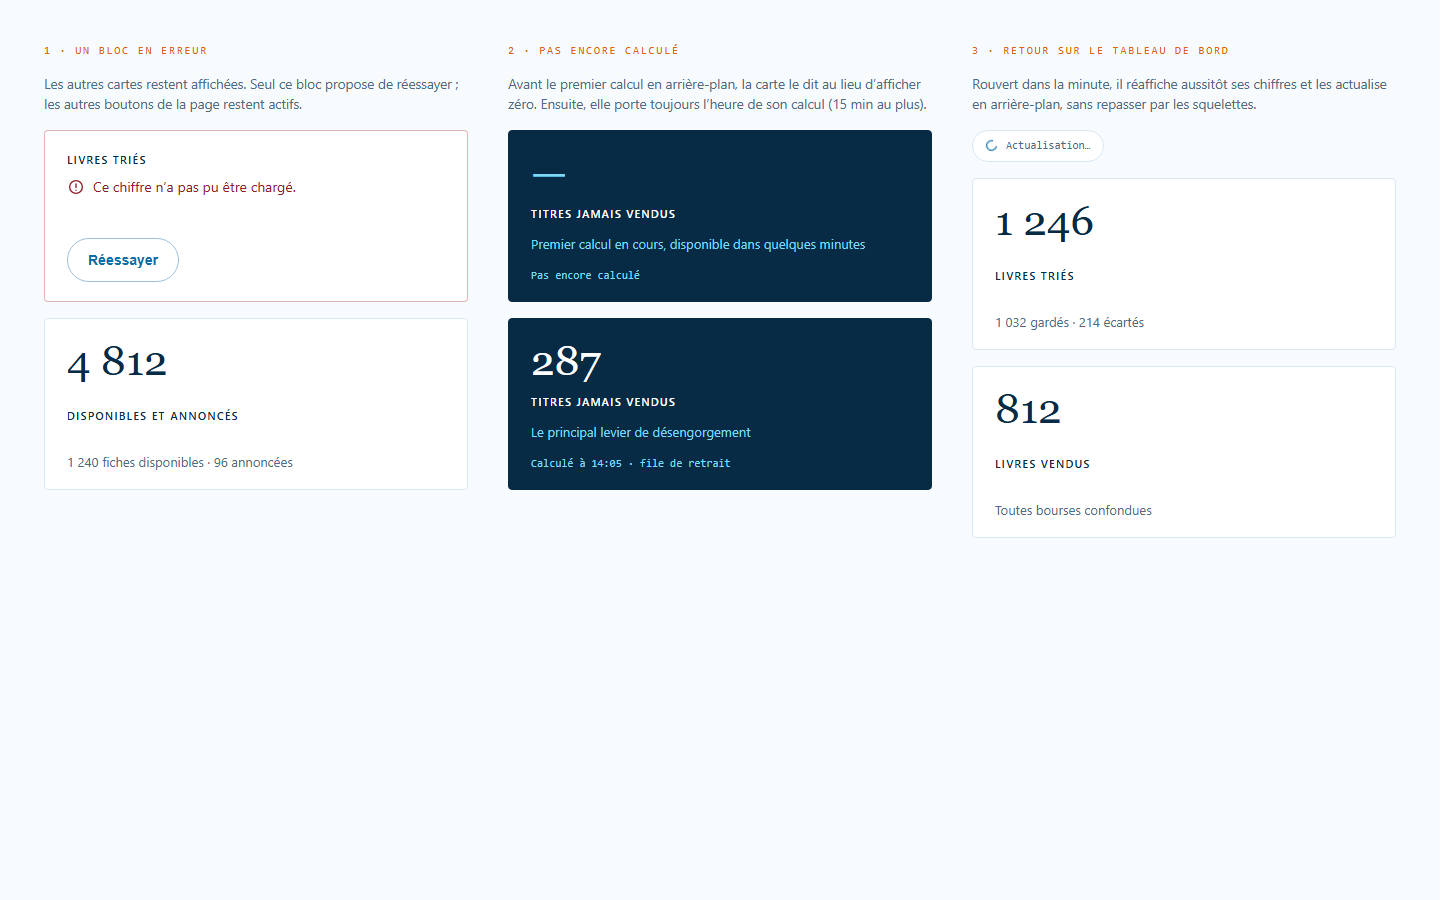 1 · UN BLOC EN ERREUR
Les autres cartes restent affichées. Seul ce bloc propose de réessayer ;
les autres boutons de la page restent actifs.
LIVRES TRIÉS
Ce chiffre n’a pas pu être chargé.
Réessayer
4 812
DISPONIBLES ET ANNONCÉS
1 240 fiches disponibles · 96 annoncées
2 · PAS ENCORE CALCULÉ
Avant le premier calcul en arrière-plan, la carte le dit au lieu d’afficher
zéro. Ensuite, elle porte toujours l’heure de son calcul (15 min au plus).
—
TITRES JAMAIS VENDUS
Premier calcul en cours, disponible dans quelques minutes
Pas encore calculé
287
TITRES JAMAIS VENDUS
Le principal levier de désengorgement
Calculé à 14:05 · file de retrait
3 · RETOUR SUR LE TABLEAU DE BORD
Rouvert dans la minute, il réaffiche aussitôt ses chiffres et les actualise
en arrière-plan, sans repasser par les squelettes.
Actualisation…
1 246
LIVRES TRIÉS
1 032 gardés · 214 écartés
812
LIVRES VENDUS
Toutes bourses confondues